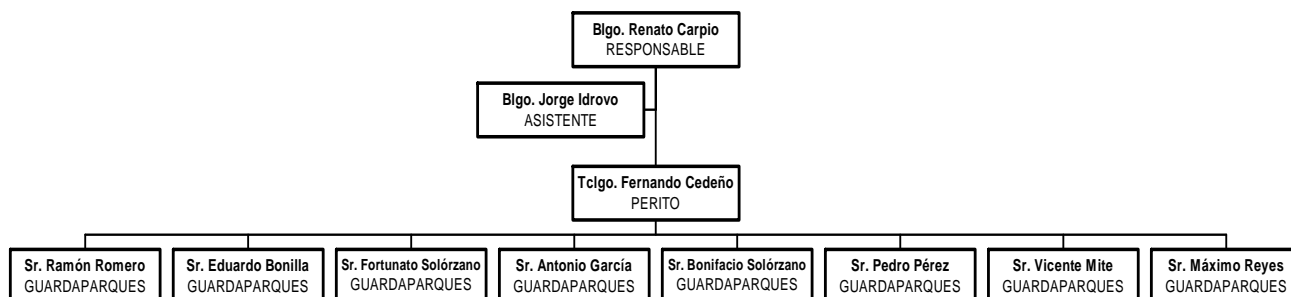 Blgo. Renato Carpio
RESPONSABLE
Blgo. Jorge Idrovo
ASISTENTE
Tclgo. Fernando Cedeño
PERITO
Sr. Ramón Romero
GUARDAPARQUES
Sr. Eduardo Bonilla
GUARDAPARQUES
Sr. Fortunato Solórzano
GUARDAPARQUES
Sr. Antonio García
GUARDAPARQUES
Sr. Bonifacio Solórzano
GUARDAPARQUES
Sr. Pedro Pérez
GUARDAPARQUES
Sr. Vicente Mite
GUARDAPARQUES
Sr. Máximo Reyes
GUARDAPARQUES